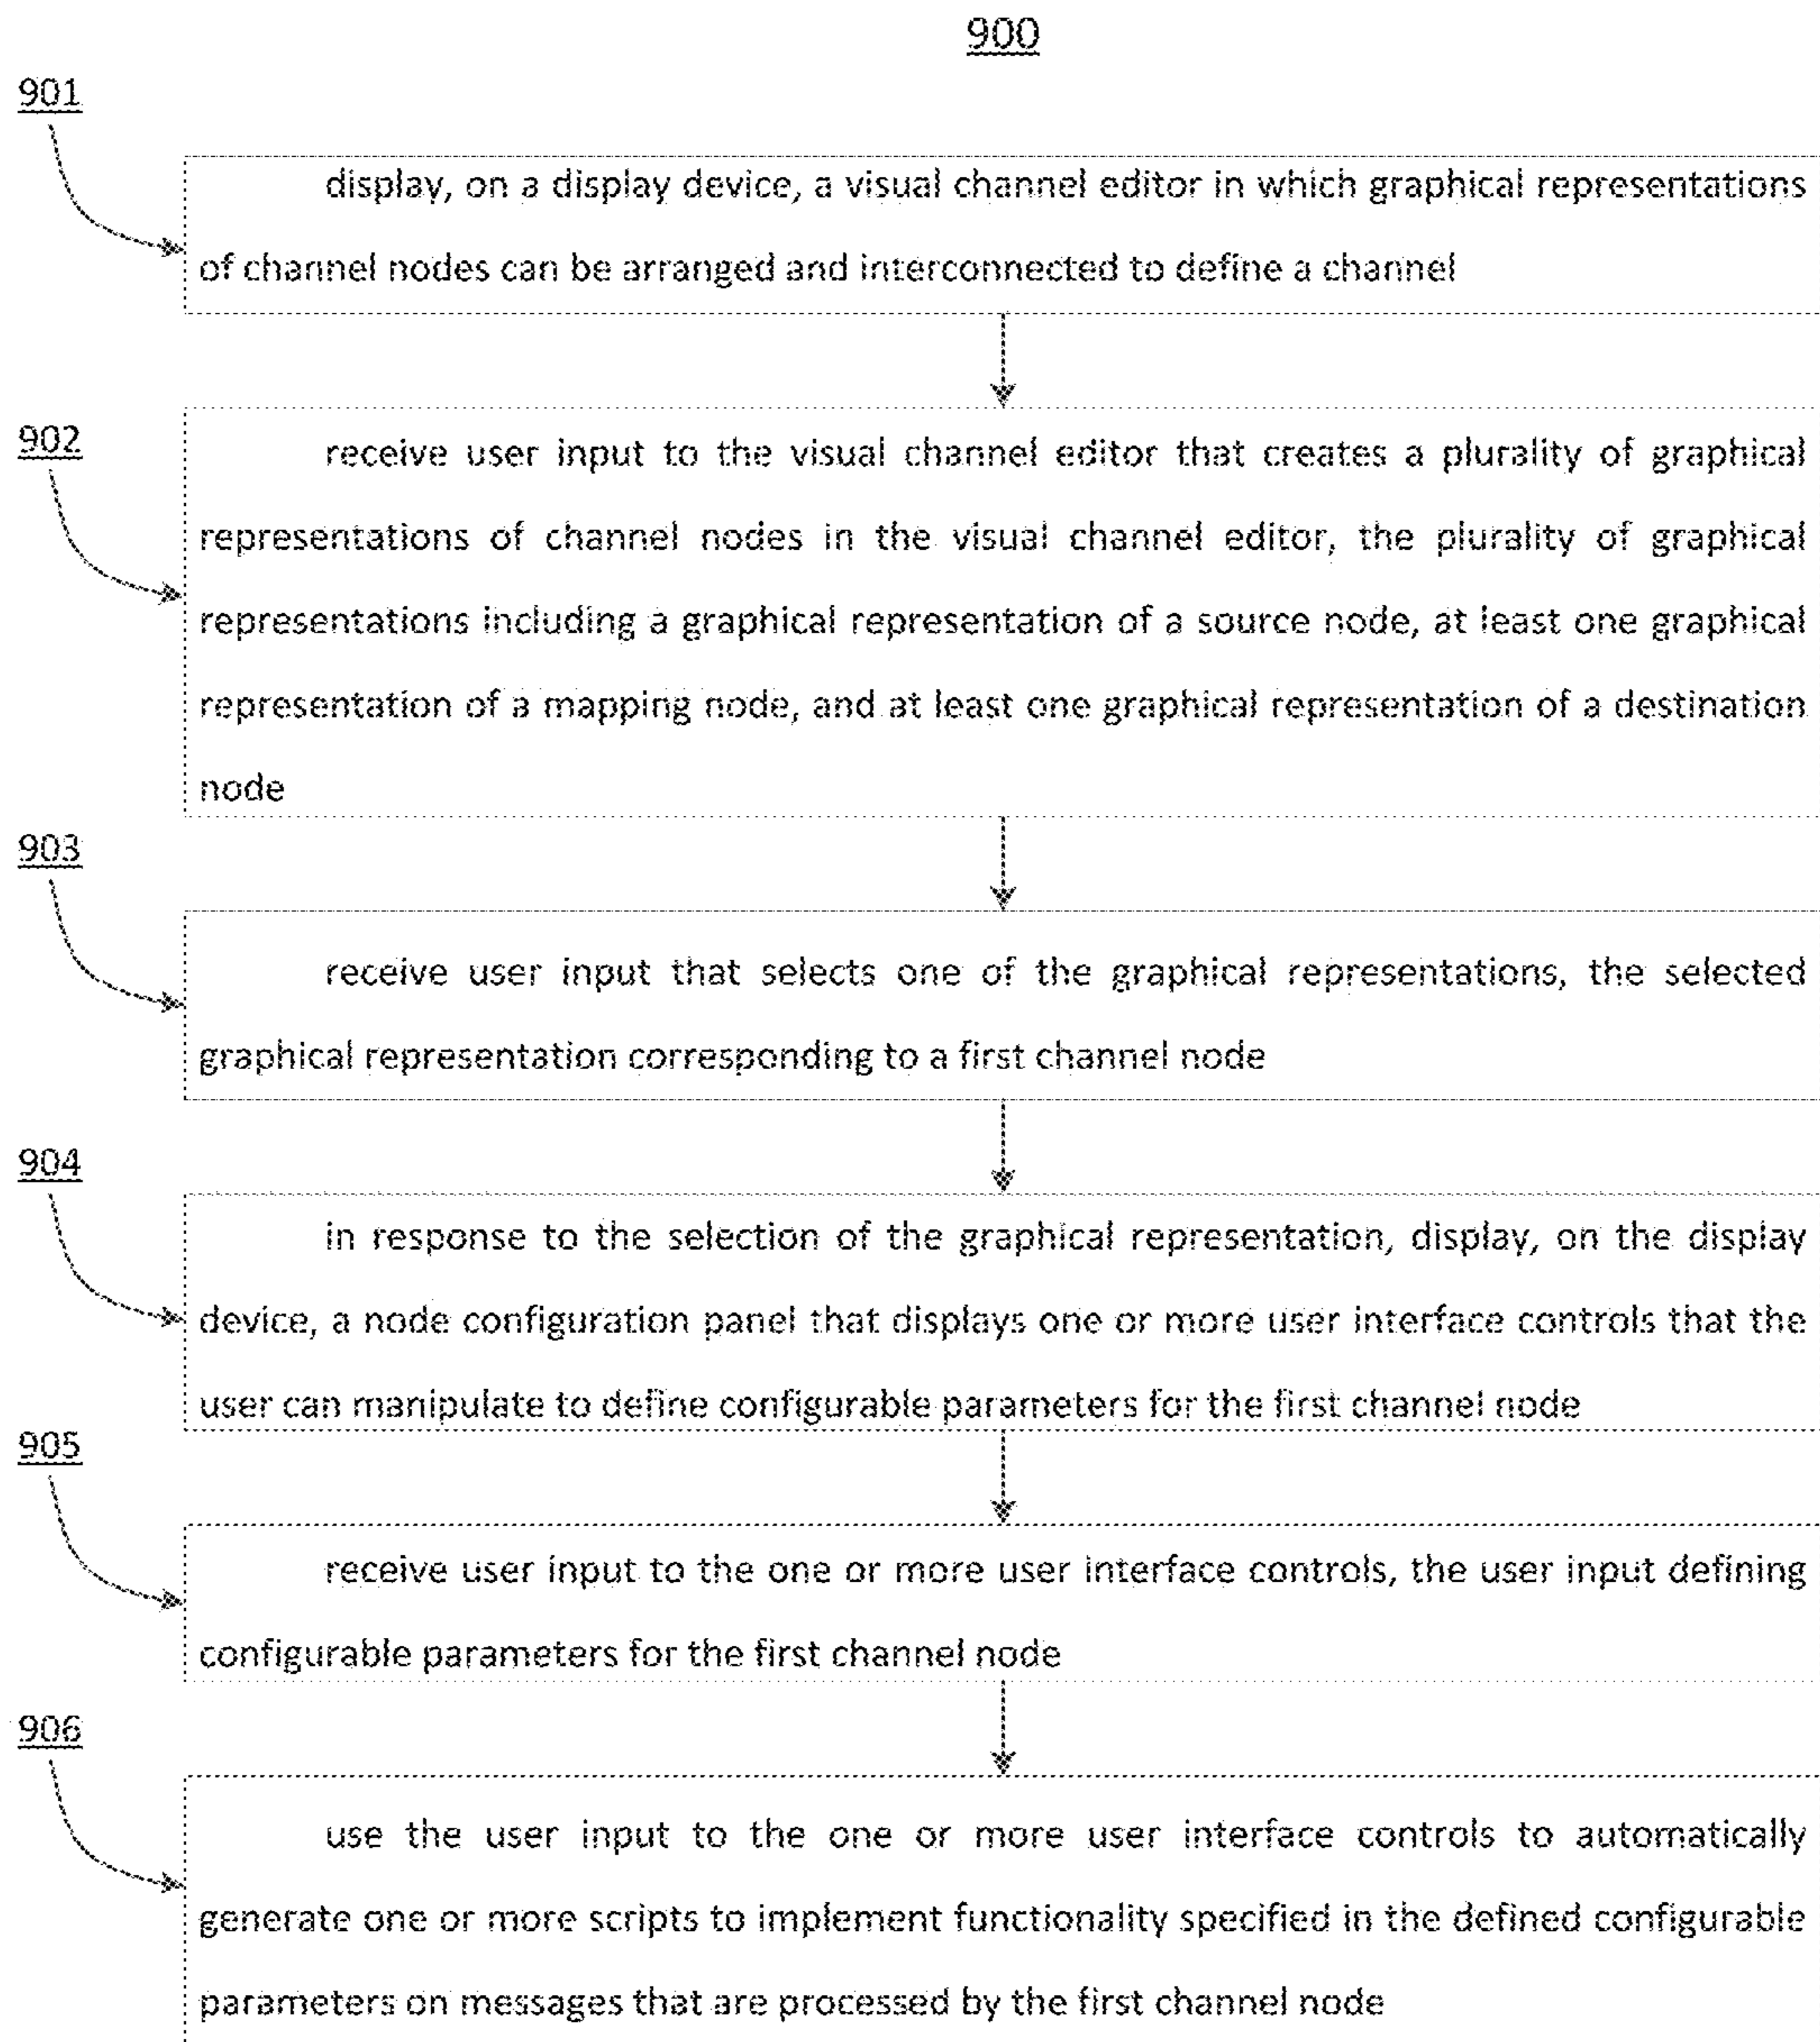 900
901
display, on a display device, a visual channel editor in which graphical representations
of channel nodes can be arranged and interconnected to define a channel
902
receive user input to the visual channel editor that creates a plurality of graphical
representations of channel nodes in the visual channel editor, the plurality of graphical
representations including a graphical representation of a source node, at least one graphical
representation of a mapping node, and at least one graphical representation of a destination
node
903
receive user input that selects one of the graphical representations, the selected
graphical representation corresponding to a first channel node
904
in response to the selection of the graphical representation, display, on the display
device, a node configuration panel that displays one or more user interface controls that the
user can manipulate to define configurable parameters for the first channel node
905
receive user input to the one or more user interface controls, the user input defining
configurable parameters for the first channel node
906
use the user input to the one or more user interface controls to automatically
generate one or more scripts to implement functionality specified in the defined configurable
parameters on messages that are processed by the first channel node